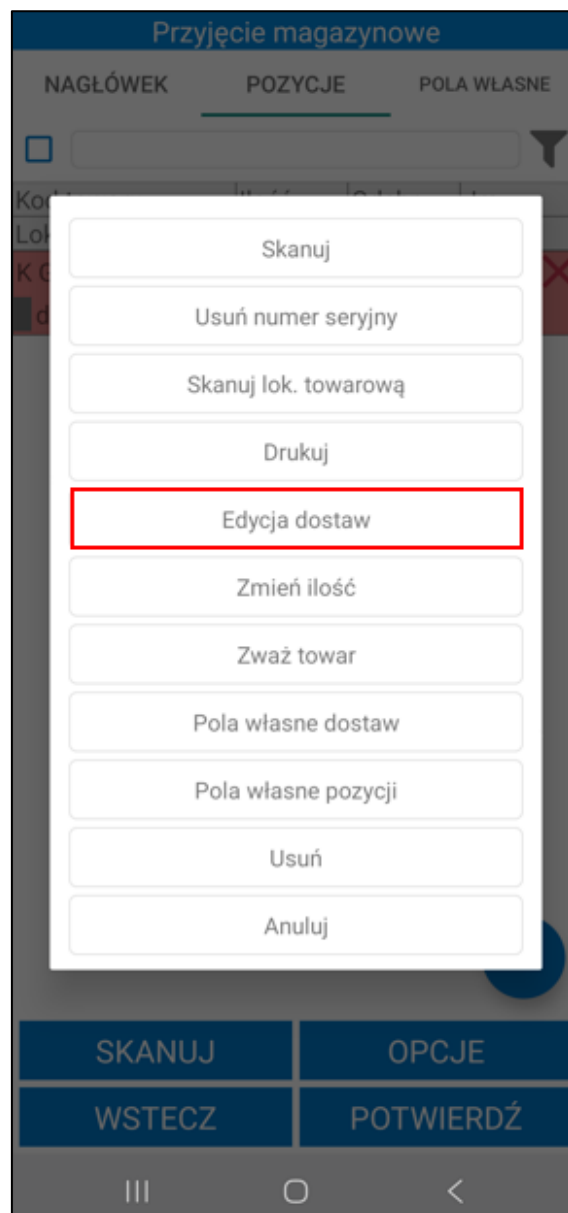 Przyjęcie magazynowe
NAGŁÓWEK POZYCJE POLA WŁASNE
Skanuj
Usuń numer seryjny
Skanuj lok. towarową
Drukuj
Edycja dostaw
Zmień ilość
Zważ towar
Pola własne dostaw
Pola własne pozycji
Usuń
Anuluj
SKANUJ OPCJE
WSTECZ POTWIERDŹ